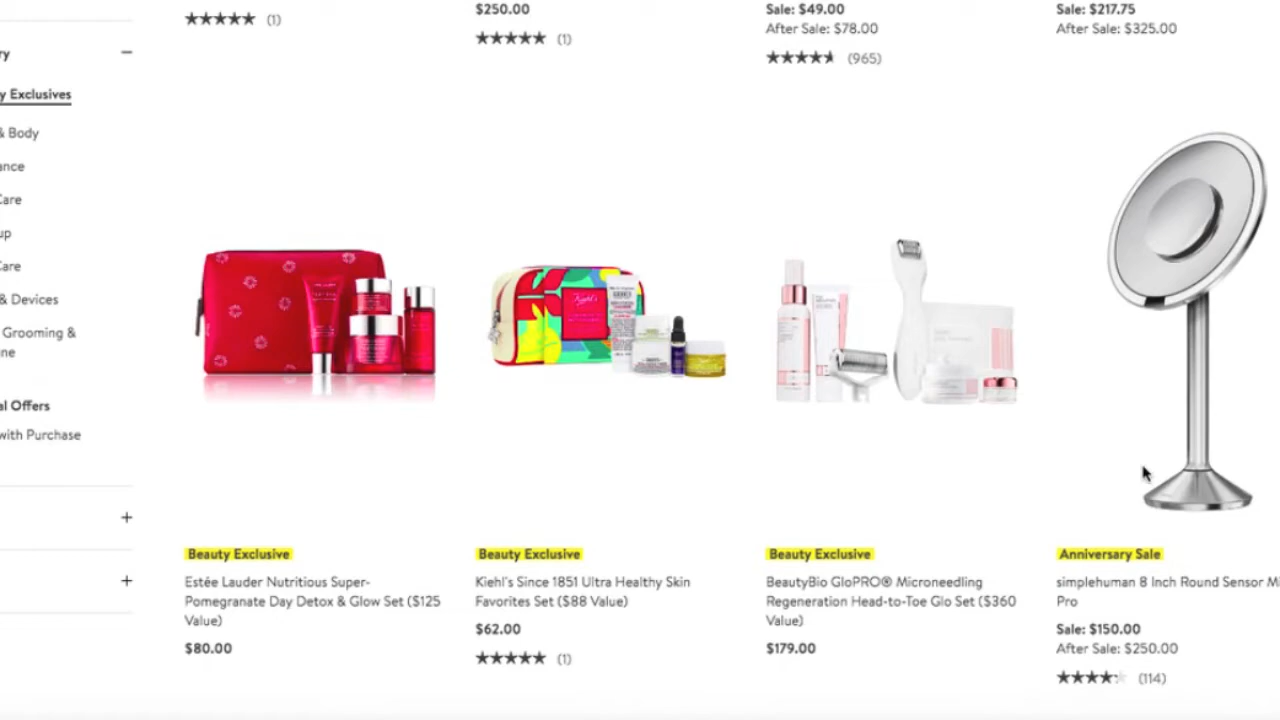 (1)
$250.00
(1)
Sale: $49.00
After Sale: $78.00
(965)
Sale: $217.75
After Sale: $325.00
ry
y Exclusives
& Body
ance
Care
up
Care
& Devices
Grooming &
ne
al Offers
with Purchase
Beauty Exclusive
Estée Lauder Nutritious Super-
Pomegranate Day Detox & Glow Set ($125
Value)
$80.00
Kiehl's
Beauty Exclusive
Kiehl's Since 1851 Ultra Healthy Skin
Favorites Set ($88 Value)
$62.00
(1)
Beauty Exclusive
BeautyBio GloPRO® Microneedling
Regeneration Head-to-Toe Glo Set ($360
Value)
$179.00
Anniversary Sale
simplehuman 8 Inch Round Sensor Mi
Pro
Sale: $150.00
After Sale: $250.00
(114)